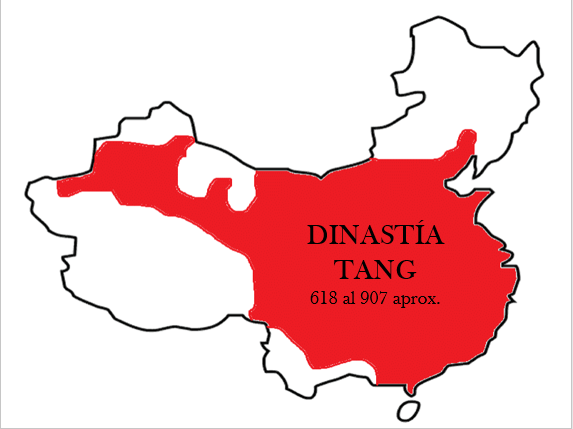 DINASTÍA
TANG
618 al 907 aprox.